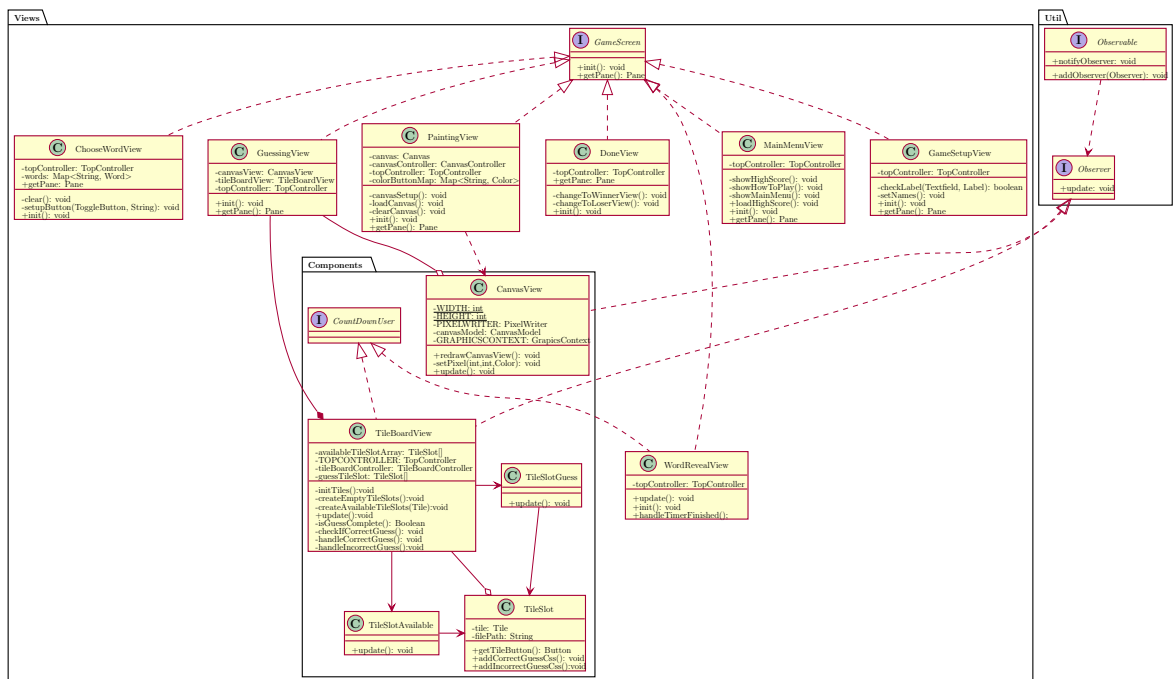 Views
Util
I GameScreen
+init(): void
+getPane(): Pane
I Observable
+notifyObserver: void
+addObserver(Observer): void
C ChooseWordView
-topController: TopController
-words: Map<String, Word>
+getPane: Pane
-clear(): void
-setupButton(ToggleButton, String): void
+init(): void
C GuessingView
-canvasView: CanvasView
-tileBoardView: TileBoardView
-topController: TopController
+init(): void
+getPane(): Pane
C PaintingView
-canvas: Canvas
-canvasController: CanvasController
-topController: TopController
-colorButtonMap: Map<String, Color>
-canvasSetup(): void
-loadCanvas(): void
-clearCanvas(): void
+init(): void
+getPane(): Pane
C DoneView
-topController: TopController
+getPane: Pane
-changeToWinnerView(): void
-changeToLoserView(): void
+init(): void
C MainMenuView
-topController: TopController
-showHighScore(): void
-showHowToPlay(): void
-showMainMenu(): void
+loadHighScore(): void
+init(): void
+getPane(): Pane
C GameSetupView
-topController: TopController
-checkLabel(Textfield, Label): boolean
-setNames(): void
+init(): void
+getPane(): Pane
I Observer
+update: void
Components
I CountDownUser
C CanvasView
-WIDTH: int
-HEIGHT: int
-PIXELWRITER: PixelWriter
-canvasModel: CanvasModel
-GRAPHICSCONTEXT: GrapicsContext
+redrawCanvasView(): void
-setPixel(int,int,Color): void
+update(): void
C TileBoardView
-availableTileSlotArray: TileSlot[]
-TOPCONTROLLER: TopController
-tileBoardController: TileBoardController
-guessTileSlot: TileSlot[]
-initTiles():void
-createEmptyTileSlots():void
-createAvailableTileSlots(Tile):void
+update():void
-isGuessComplete(): Boolean
-checkIfCorrectGuess(): void
-handleCorrectGuess(): void
-handleIncorrectGuess():void
C TileSlotGuess
+update(): void
C WordRevealView
-topController: TopController
+update(): void
+init(): void
+handleTimerFinished();
C TileSlotAvailable
+update(): void
C TileSlot
-tile: Tile
-filePath: String
+getTileButton(): Button
+addCorrectGuessCss(): void
+addIncorrectGuessCss():void